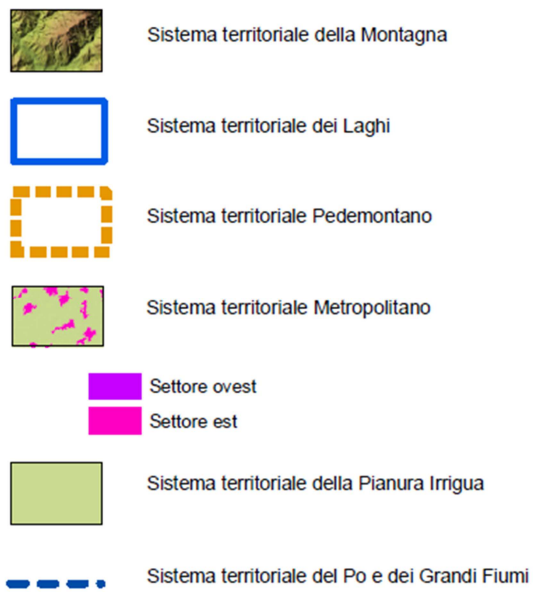 Sistema territoriale della Montagna
Sistema territoriale dei Laghi
Sistema territoriale Pedemontano
Sistema territoriale Metropolitano
Settore ovest
Settore est
Sistema territoriale della Pianura Irrigua
Sistema territoriale del Po e dei Grandi Fiumi